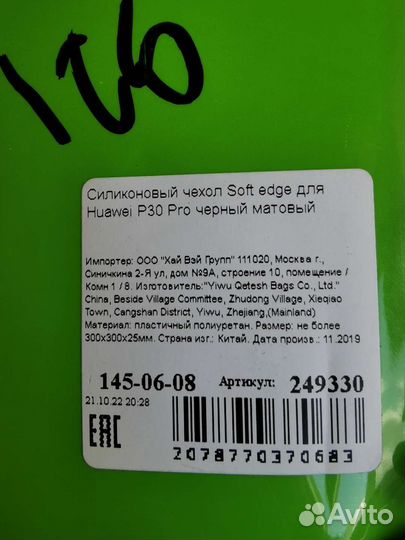 126
Силиконовый чехол Soft edge для
Huawei P30 Pro черный матовый
Импортер: ООО "Хай Вэй Групп" 111020, Москва г.,
Синичкина 2-Я ул, дом №9А, строение 10, помещение /
Комн 1 / 8. Изготовитель:"Yiwu Qetesh Bags Co., Ltd."
China, Beside Village Committee, Zhudong Village, Xieqiao
Town, Cangshan District, Yiwu, Zhejiang,(Mainland)
Материал: пластичный полиуретан. Размер: не более
300х300х25мм. Страна изг.: Китай. Дата произв.: 11.2019
145-06-08 Артикул: 249330
21.10.22 20:28
EAC
2078770370683
Avito